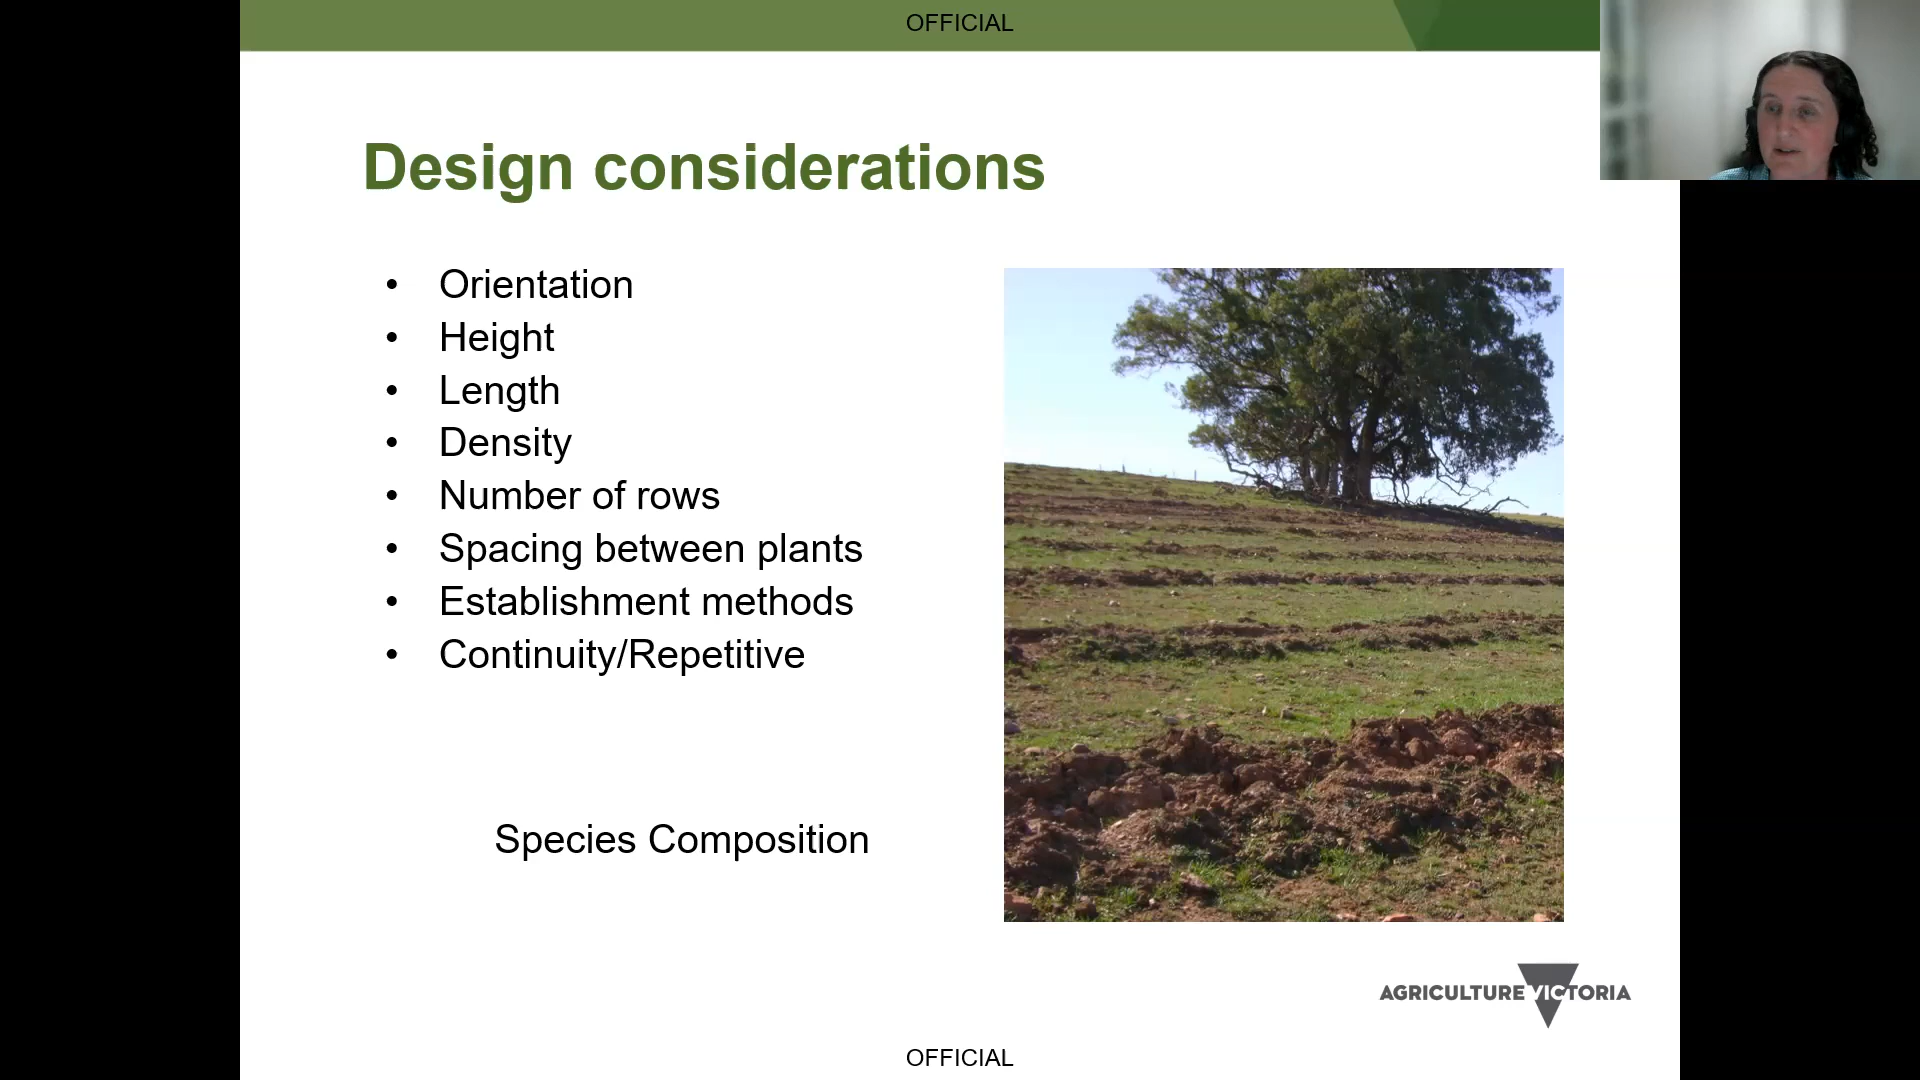 OFFICIAL
Design considerations
• Orientation
• Height
• Length
• Density
• Number of rows
• Spacing between plants
• Establishment methods
• Continuity/Repetitive
Species Composition
AGRICULTURE VICTORIA
OFFICIAL